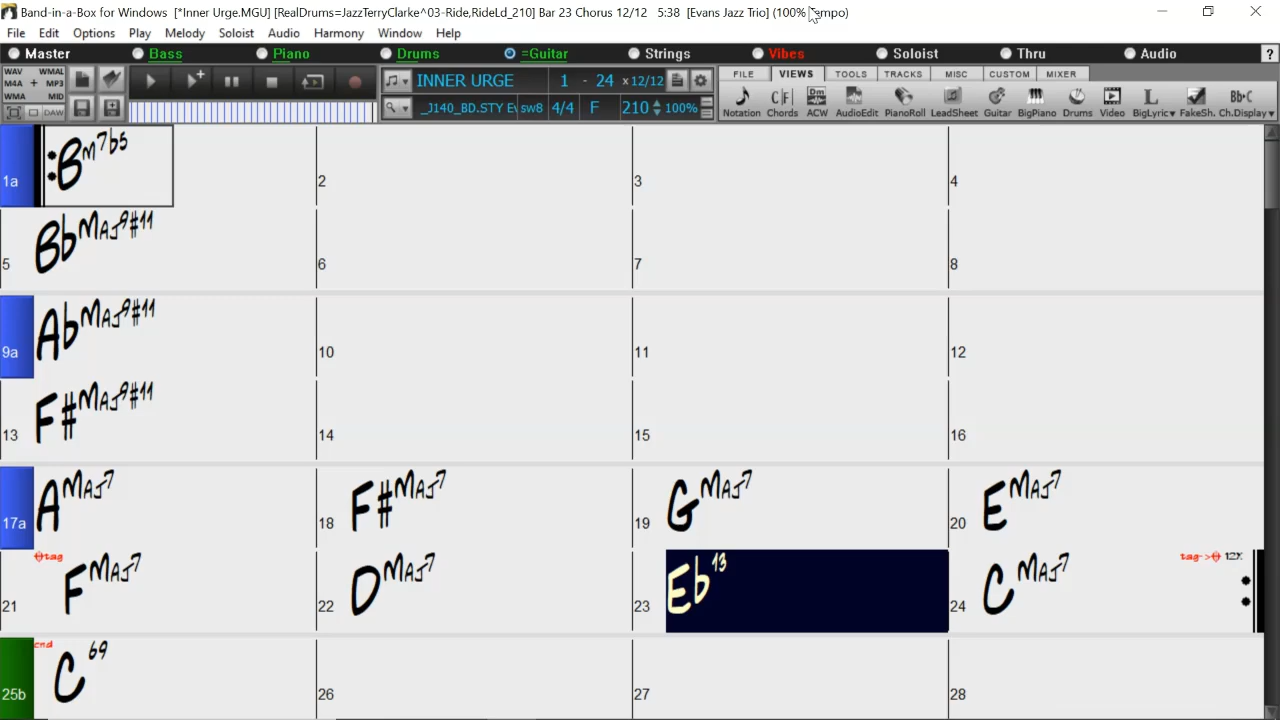 Band-in-a-Box for Windows [*Inner Urge.MGU] [RealDrums=JazzTerryClarke^03-Ride,RideLd_210] Bar 23 Chorus 12/12 5:38 [Evans Jazz Trio] (100% Tempo)
File Edit Options Play Melody Soloist Audio Harmony Window Help
Master Bass Piano Drums =Guitar Strings Vibes Soloist Thru Audio ?
WAV WMAL
M4A + MP3
WMA MID
DAW
INNER URGE 1 - 24 x 12/12
_J140_BD.STY Ev sw8 4/4 F 210 100%
FILE VIEWS TOOLS TRACKS MISC CUSTOM MIXER
Notation Chords ACW AudioEdit PianoRoll LeadSheet Guitar BigPiano Drums Video BigLyric FakeSh. Ch.Display
1a Bm7b5 2 3 4
5 BbMaj9#11 6 7 8
9a AbMaj9#11 10 11 12
13 F#Maj9#11 14 15 16
17a AMaj7 18 F#Maj7 19 GMaj7 20 EMaj7
tag tag-> 12X
21 FMaj7 22 DMaj7 23 Eb13 24 CMaj7
end
25b C69 26 27 28